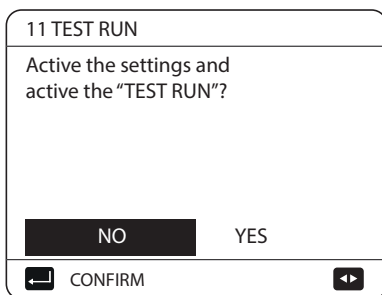 11 TEST RUN
Active the settings and
active the “TEST RUN”?
NO YES
CONFIRM